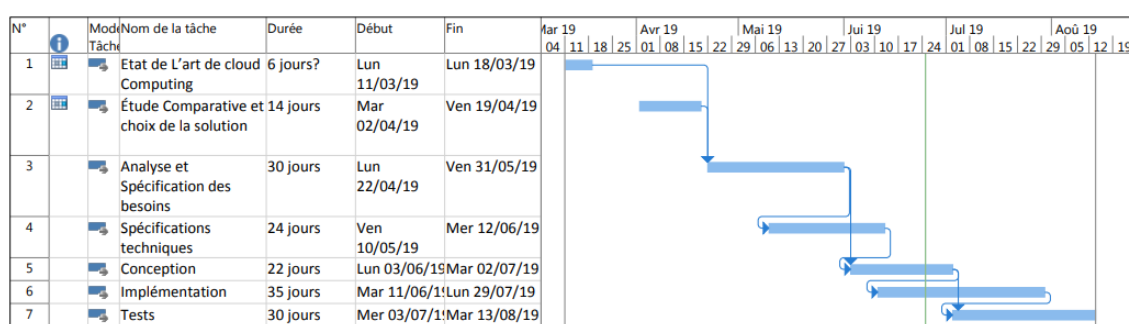 N° Mode Nom de la tâche Durée Début Fin Mar 19 Avr 19 Mai 19 Jui 19 Jul 19 Aoû 19
Tâche 04 11 18 25 01 08 15 22 29 06 13 20 27 03 10 17 24 01 08 15 22 29 05 12 19
1 Etat de L’art de cloud 6 jours? Lun Lun 18/03/19
Computing 11/03/19
2 Étude Comparative et 14 jours Mar Ven 19/04/19
choix de la solution 02/04/19
3 Analyse et 30 jours Lun Ven 31/05/19
Spécification des 22/04/19
besoins
4 Spécifications 24 jours Ven Mer 12/06/19
techniques 10/05/19
5 Conception 22 jours Lun 03/06/19 Mar 02/07/19
6 Implémentation 35 jours Mar 11/06/19 Lun 29/07/19
7 Tests 30 jours Mer 03/07/19 Mar 13/08/19